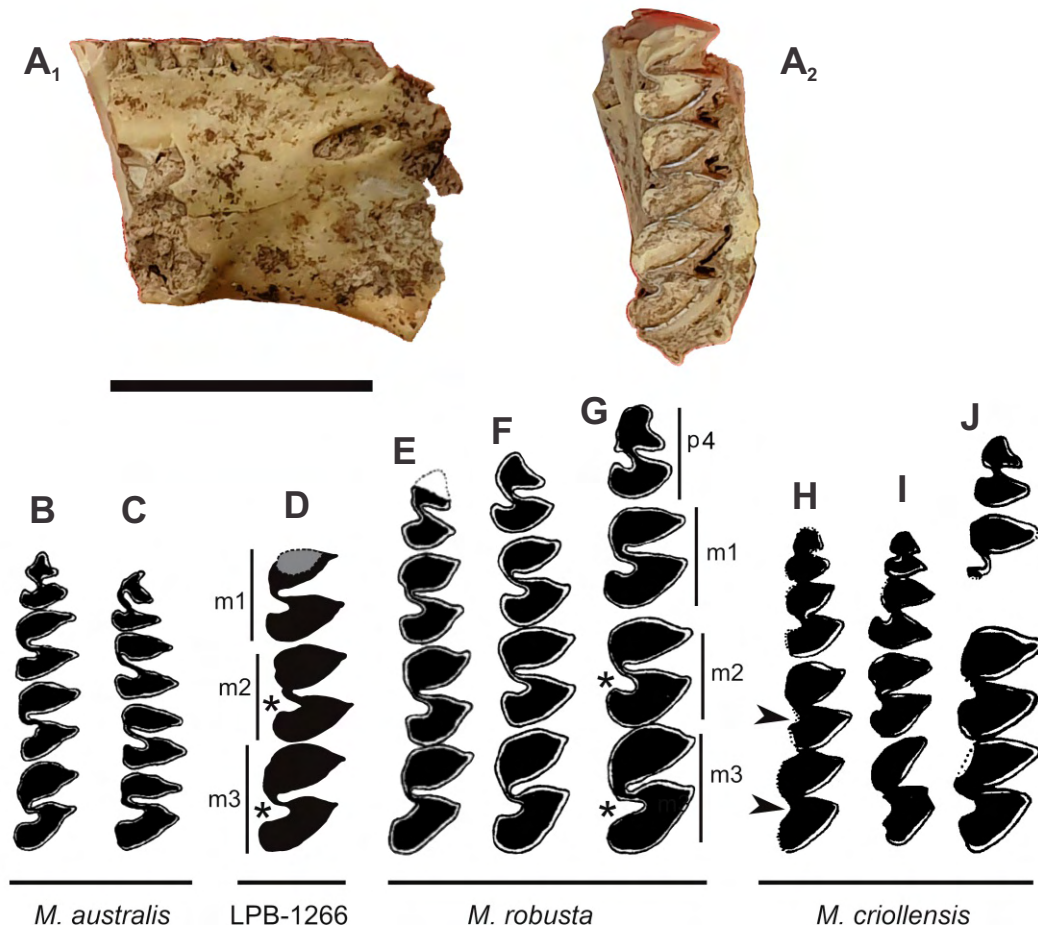 A1
A2
B
C
D
E
F
G
H
I
J
p4
m1
m2
m3
m1
m2
*
m3
*
*
*
M. australis
LPB-1266
M. robusta
M. criollensis